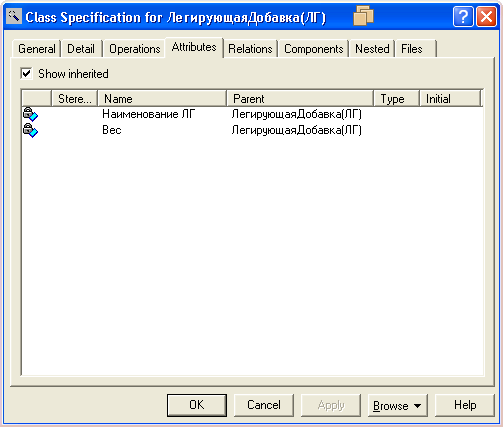 Class Specification for ЛегирующаяДобавка(ЛГ)
General Detail Operations Attributes Relations Components Nested Files
Show inherited
Stere... Name Parent Type Initial
Наименование ЛГ ЛегирующаяДобавка(ЛГ)
Вес ЛегирующаяДобавка(ЛГ)
OK Cancel Apply Browse Help